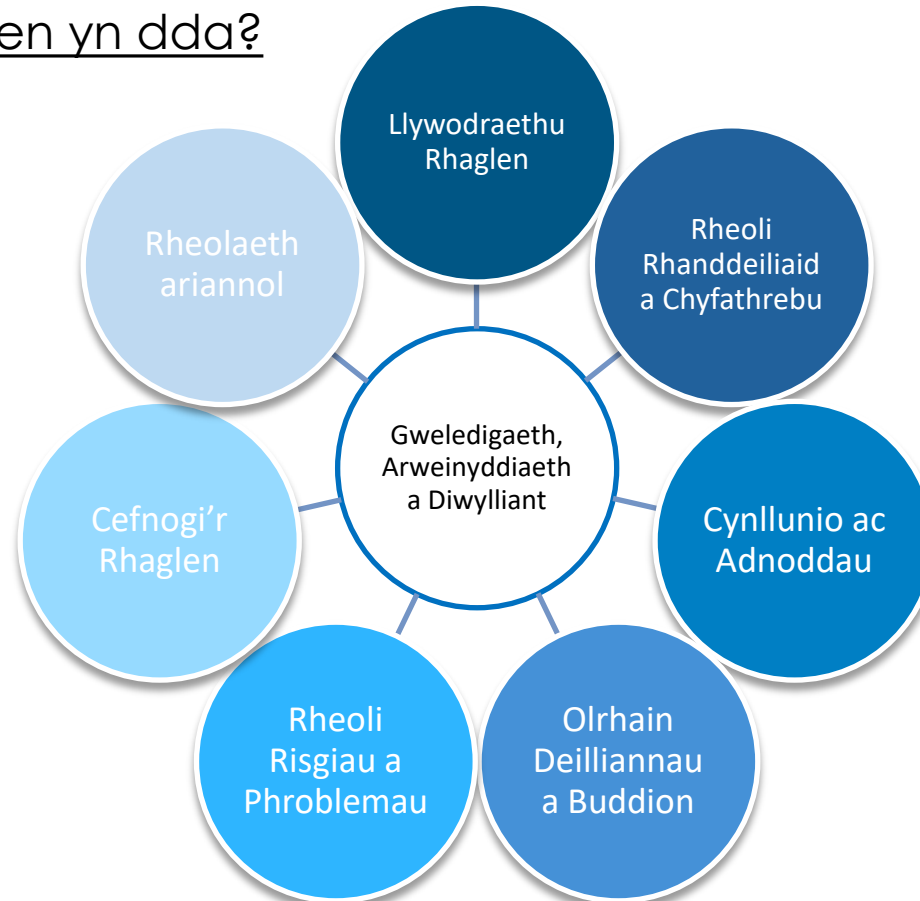 en yn dda?
Llywodraethu
Rhaglen
Rheoli
Rhanddeiliaid
a Chyfathrebu
Cynllunio ac
Adnoddau
Olrhain
Deilliannau
a Buddion
Rheoli
Risgiau a
Phroblemau
Cefnogi’r
Rhaglen
Rheolaeth
ariannol
Gweledigaeth,
Arweinyddiaeth
a Diwylliant